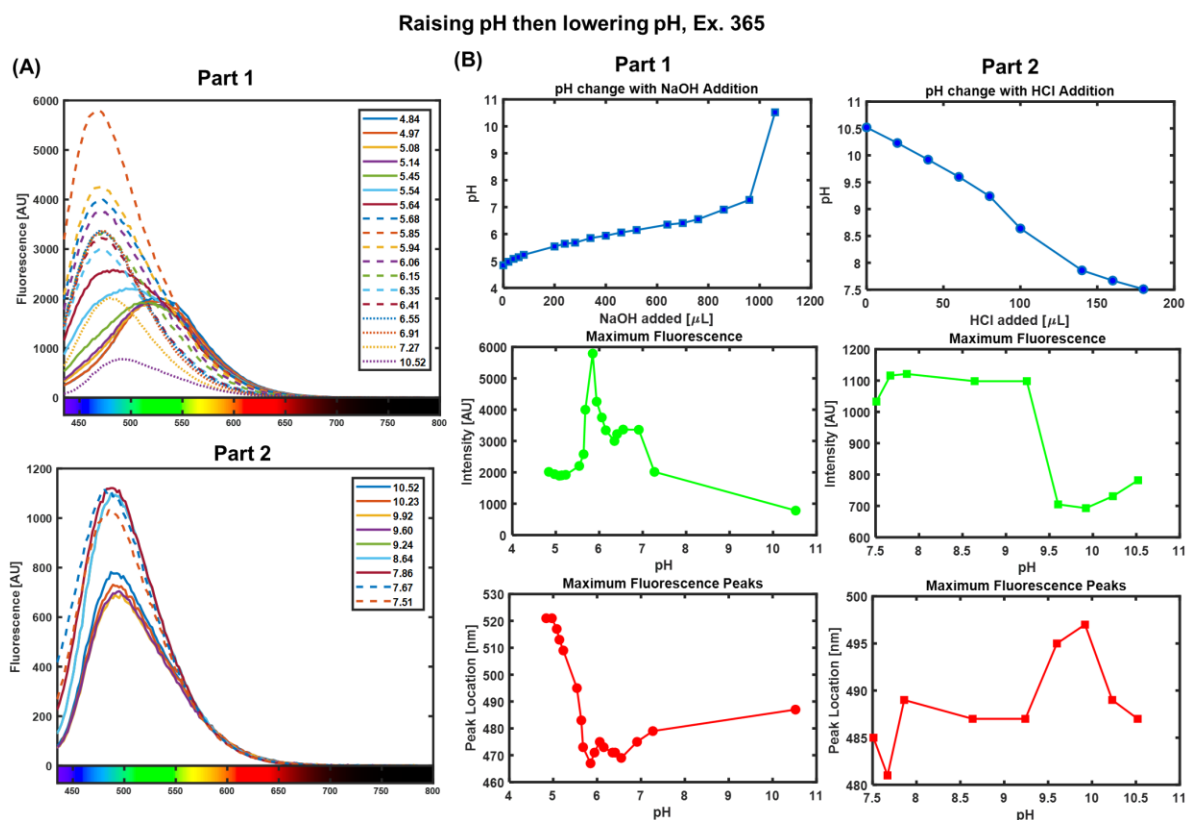 Raising pH then lowering pH, Ex. 365
(A)
Part 1
6000
5000
4000
3000
2000
1000
0
Fluorescence [AU]
450 500 550 600 650 700 750 800
4.84
4.97
5.08
5.14
5.45
5.54
5.64
5.68
5.85
5.94
6.06
6.15
6.35
6.41
6.55
6.91
7.27
10.52
Part 2
1200
1000
800
600
400
200
0
Fluorescence [AU]
450 500 550 600 650 700 750 800
10.52
10.23
9.92
9.60
9.24
8.64
7.86
7.67
7.51
(B)
Part 1
pH change with NaOH Addition
11
10
9
8
7
6
5
4
pH
0 200 400 600 800 1000 1200
NaOH added [μL]
Maximum Fluorescence
6000
5000
4000
3000
2000
1000
0
Intensity [AU]
4 5 6 7 8 9 10 11
pH
Maximum Fluorescence Peaks
530
520
510
500
490
480
470
460
Peak Location [nm]
4 5 6 7 8 9 10 11
pH
Part 2
pH change with HCl Addition
11
10.5
10
9.5
9
8.5
8
7.5
pH
0 50 100 150 200
HCl added [μL]
Maximum Fluorescence
1200
1100
1000
900
800
700
600
Intensity [AU]
7.5 8 8.5 9 9.5 10 10.5 11
pH
Maximum Fluorescence Peaks
500
495
490
485
480
Peak Location [nm]
7.5 8 8.5 9 9.5 10 10.5 11
pH